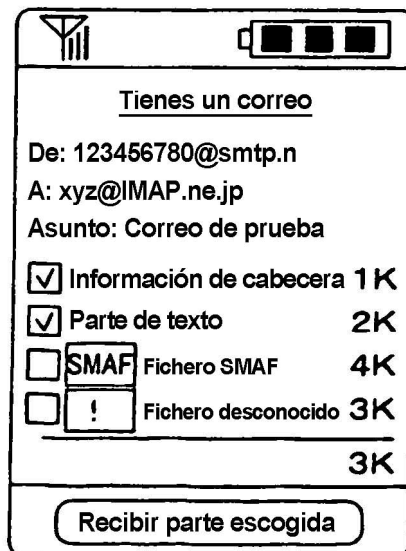 Tienes un correo
De: 123456780@smtp.n
A: xyz@IMAP.ne.jp
Asunto: Correo de prueba
Información de cabecera 1K
Parte de texto 2K
SMAF Fichero SMAF 4K
! Fichero desconocido 3K
3K
Recibir parte escogida